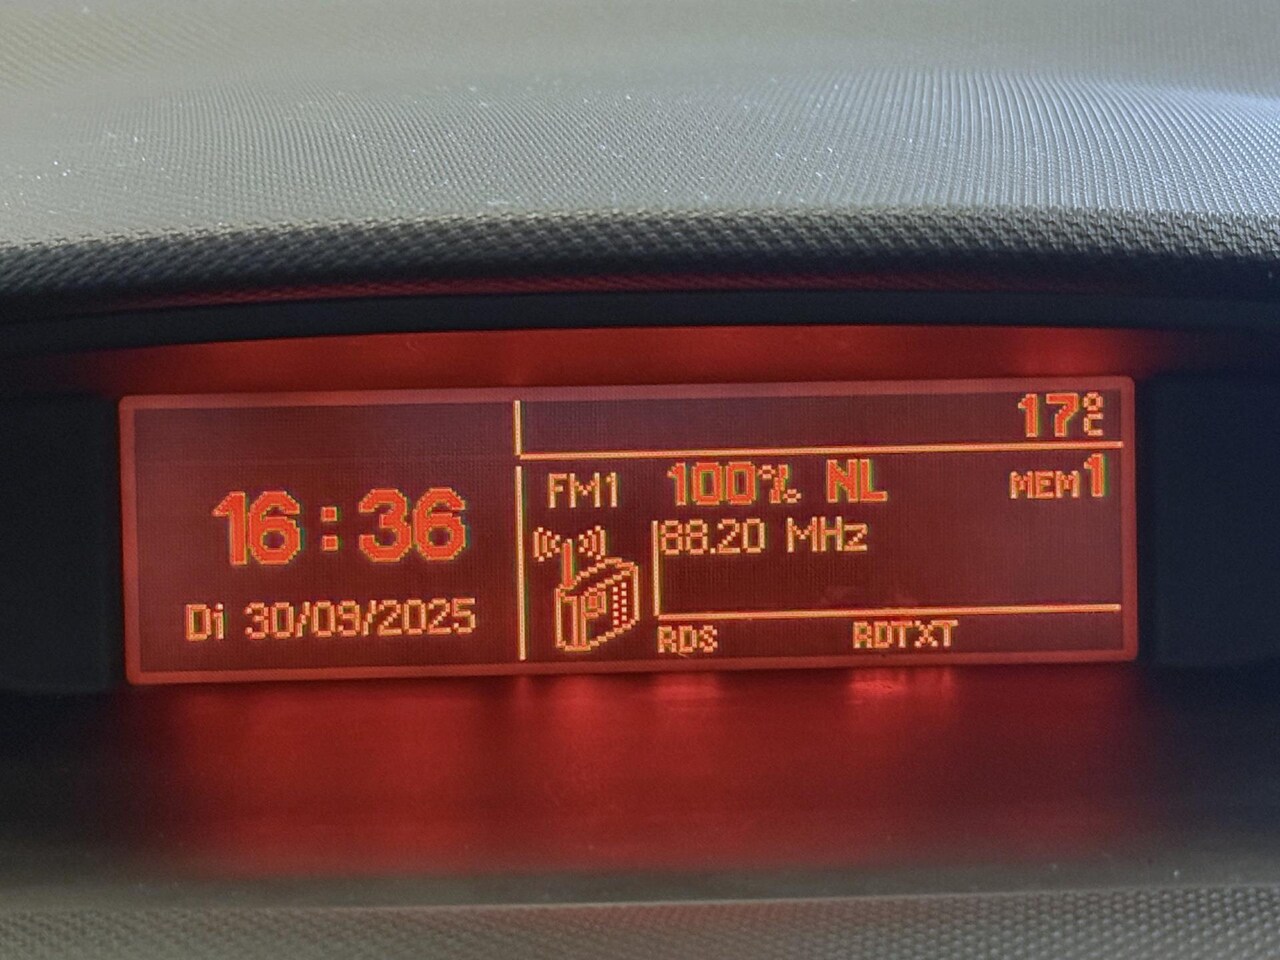 17°C
16:36
Di 30/09/2025
FM1 100% NL MEM1
88.20 MHz
RDS RDTXT